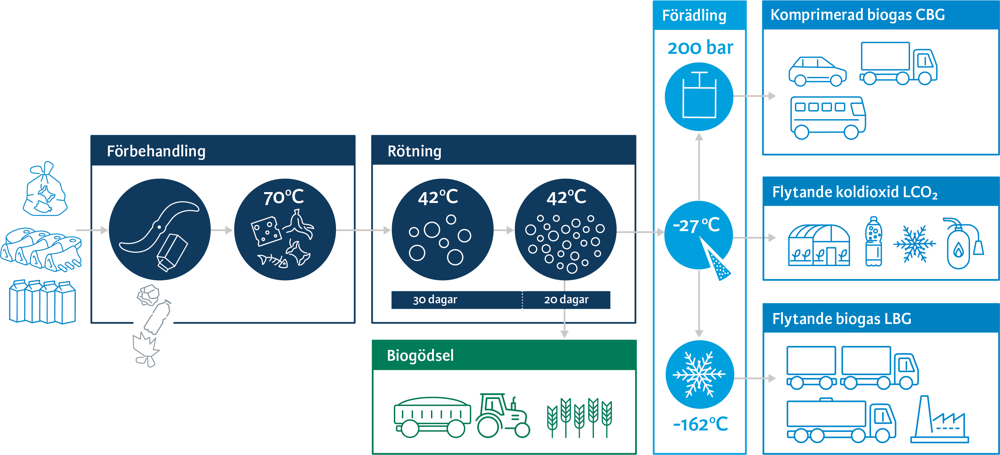 Förbehandling
70°C
Rötning
42°C
42°C
30 dagar
20 dagar
Biogödsel
Förädling
200 bar
-27 °C
-162°C
Komprimerad biogas CBG
Flytande koldioxid LCO₂
Flytande biogas LBG